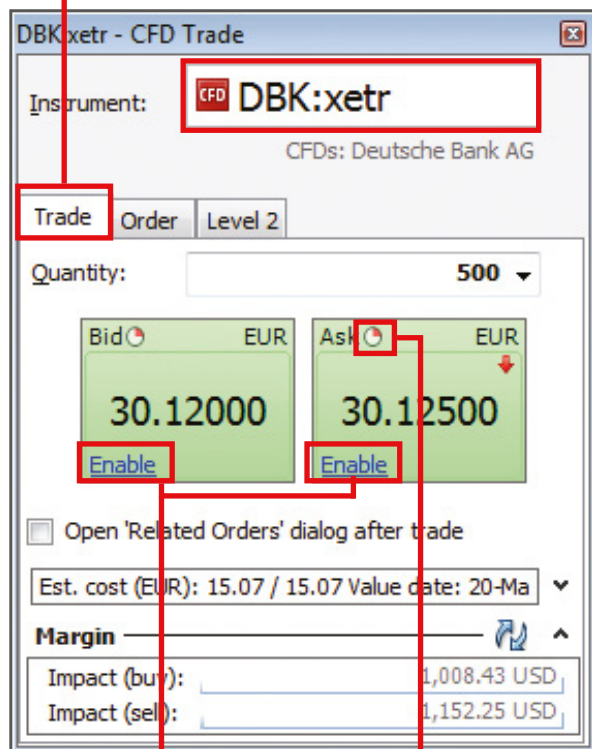 DBK:xetr - CFD Trade
Instrument: CFD DBK:xetr
CFDs: Deutsche Bank AG
Trade Order Level 2
Quantity: 500
Bid EUR Ask EUR
30.12000 30.12500
Enable Enable
Open 'Related Orders' dialog after trade
Est. cost (EUR): 15.07 / 15.07 Value date: 20-Ma
Margin
Impact (buy): 1,008.43 USD
Impact (sell): 1,152.25 USD